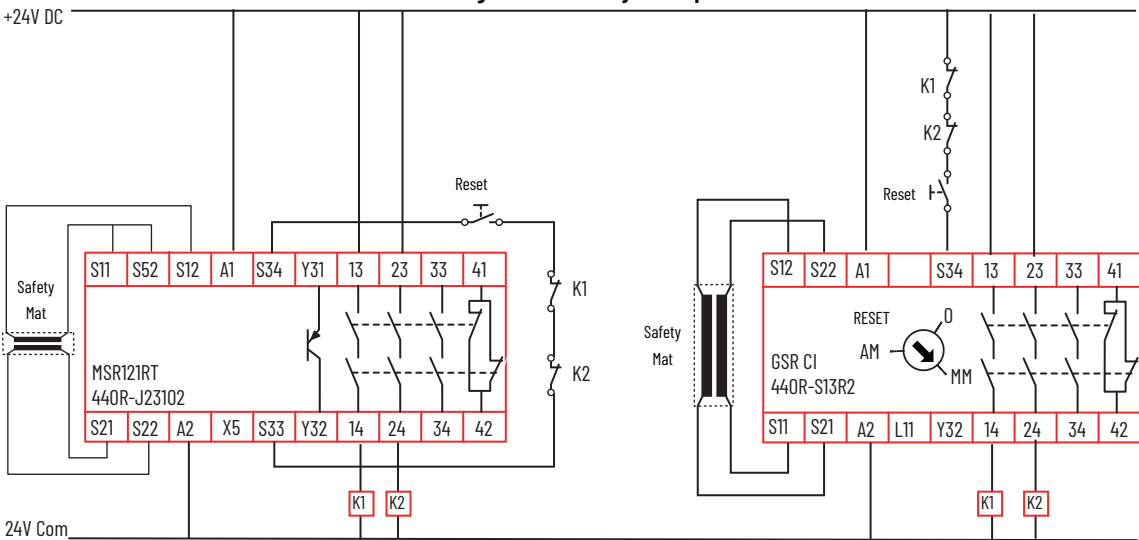 +24V DC
Reset
S11 S52 S12 A1 S34 Y31 13 23 33 41
Safety
Mat
K1
K2
MSR121RT
440R-J23102
S21 S22 A2 X5 S33 Y32 14 24 34 42
K1 K2
24V Com
K1
K2
Reset
S12 S22 A1 S34 13 23 33 41
Safety
Mat
RESET
O
AM
MM
GSR CI
440R-S13R2
S11 S21 A2 L11 Y32 14 24 34 42
K1 K2